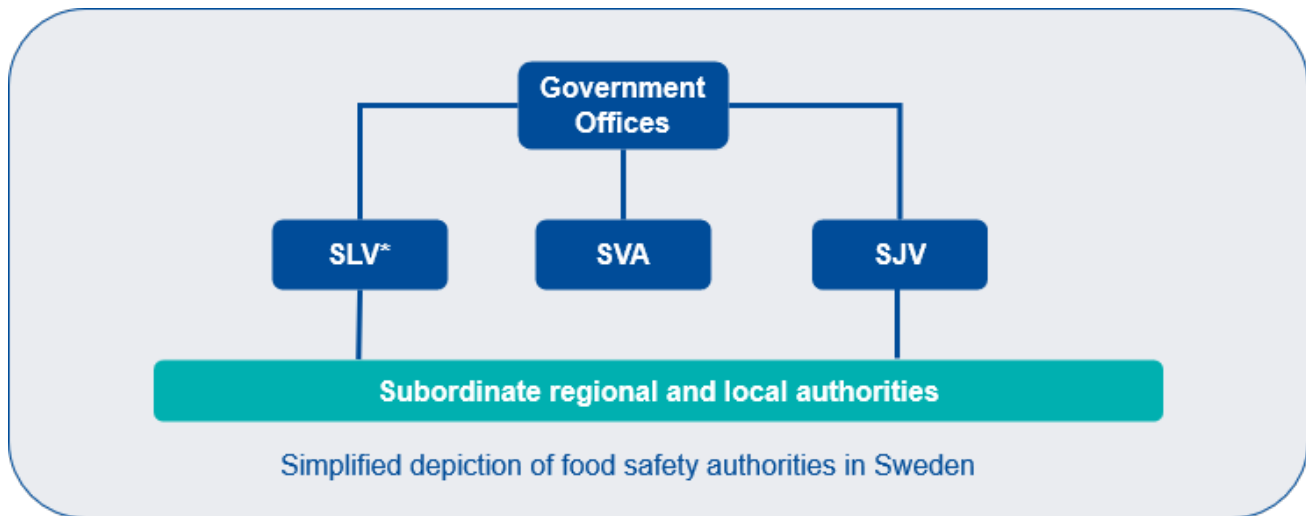 Government
Offices
SLV*
SVA
SJV
Subordinate regional and local authorities
Simplified depiction of food safety authorities in Sweden